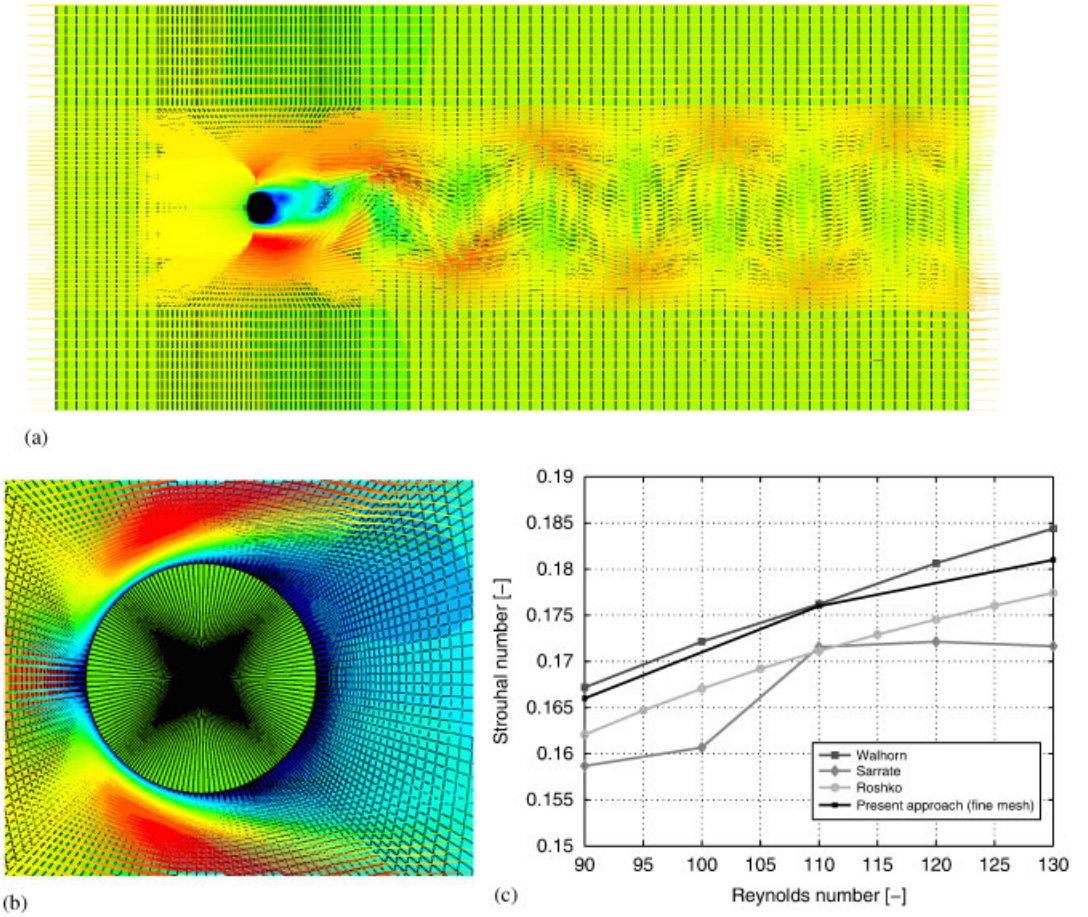 (a)
(b)
0.19
0.185
0.18
0.175
0.17
0.165
0.16
0.155
0.15
Strouhal number [−]
Walhorn
Sarrate
Roshko
Present approach (fine mesh)
90 95 100 105 110 115 120 125 130
Reynolds number [−]
(c)